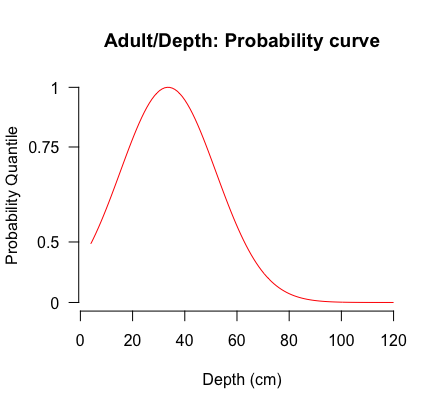 Adult/Depth: Probability curve
Probability Quantile
1
0.75
0.5
0
0 20 40 60 80 100 120
Depth (cm)